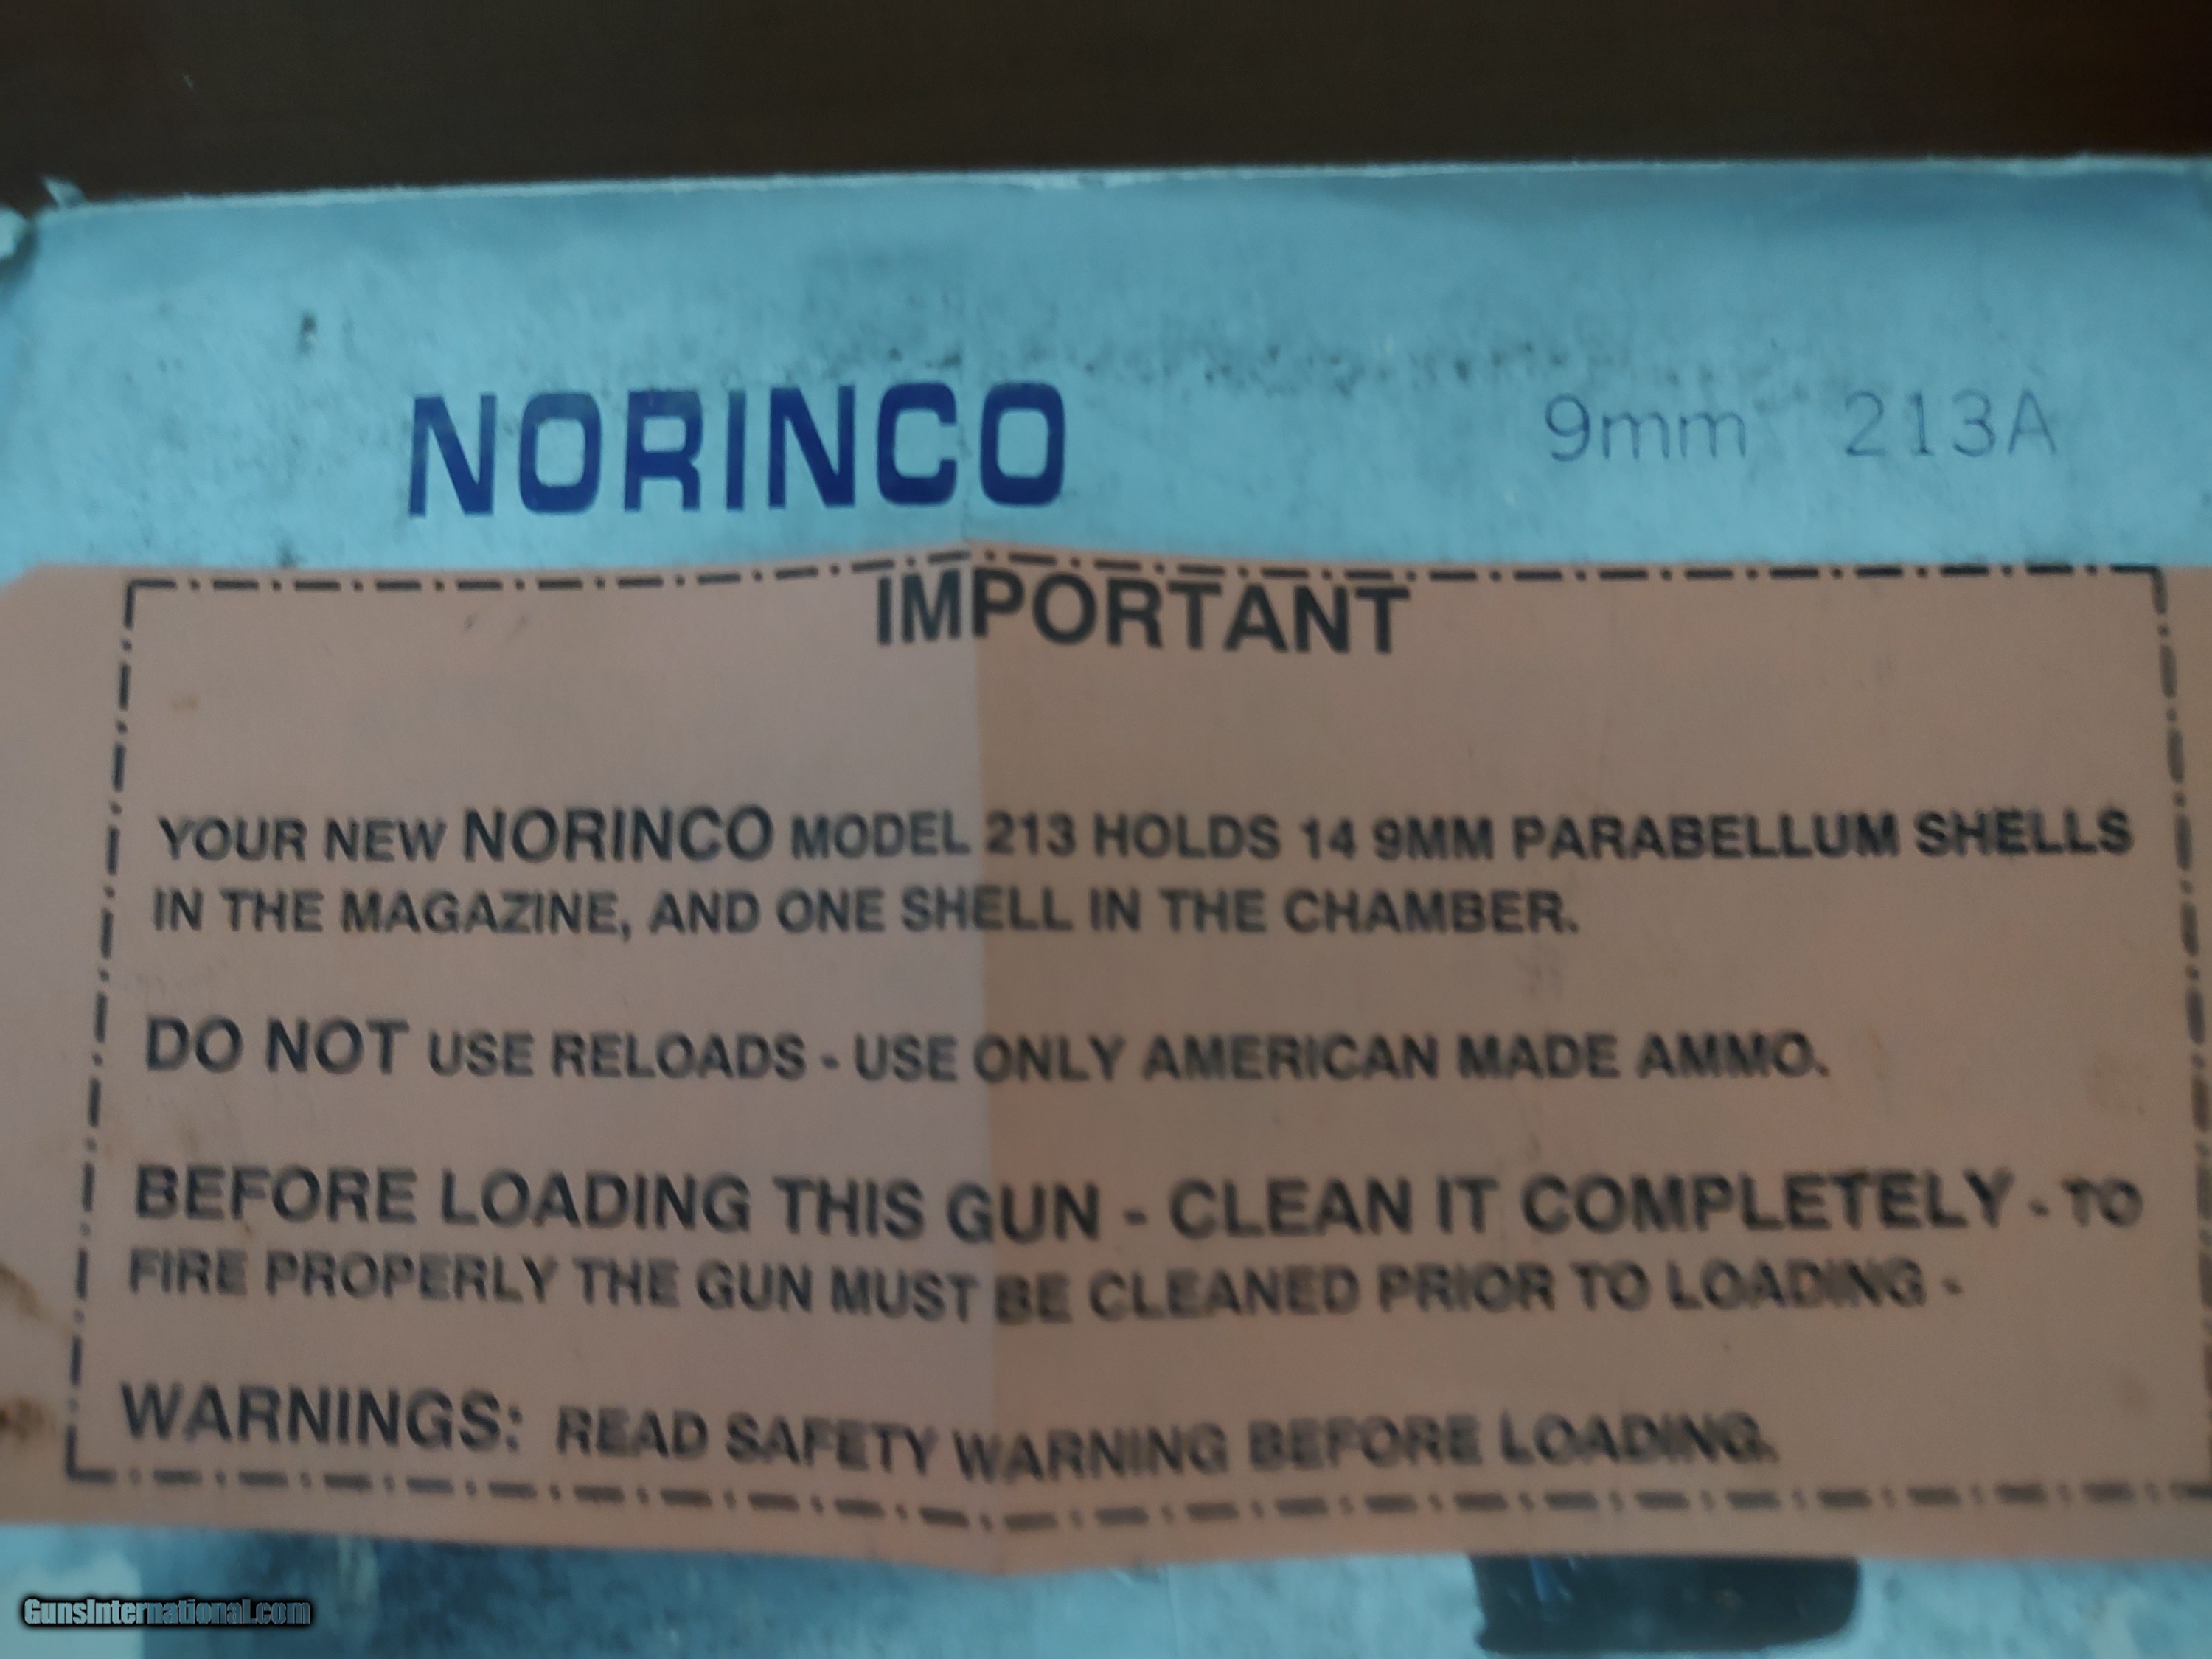 NORINCO 9mm 213A
IMPORTANT
YOUR NEW NORINCO MODEL 213 HOLDS 14 9MM PARABELLUM SHELLS
IN THE MAGAZINE, AND ONE SHELL IN THE CHAMBER.
DO NOT USE RELOADS - USE ONLY AMERICAN MADE AMMO.
BEFORE LOADING THIS GUN - CLEAN IT COMPLETELY - TO
FIRE PROPERLY THE GUN MUST BE CLEANED PRIOR TO LOADING -
WARNINGS: READ SAFETY WARNING BEFORE LOADING.
GunsInternational.com